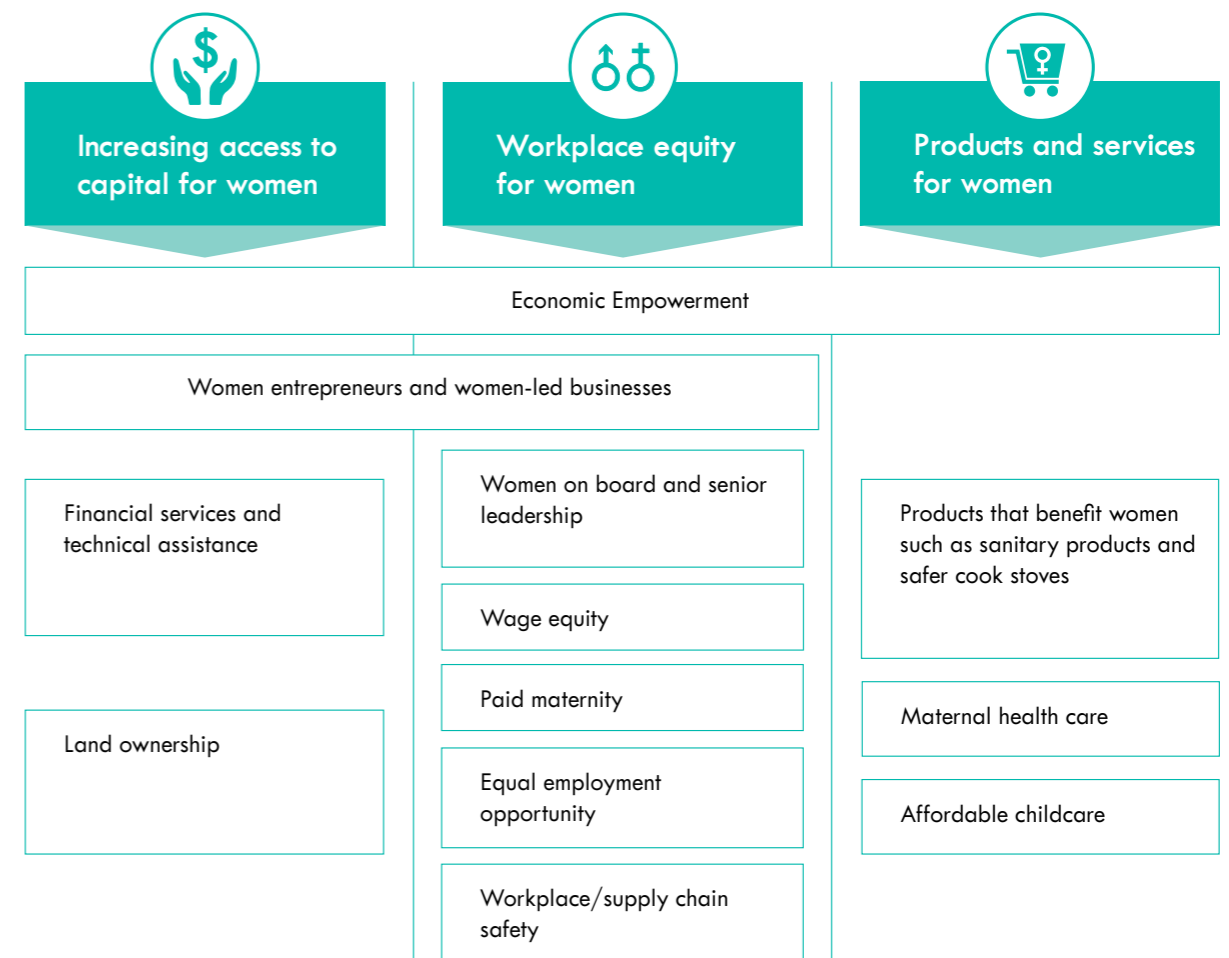 $
Increasing access to
capital for women
Workplace equity
for women
Products and services
for women
Economic Empowerment
Women entrepreneurs and women-led businesses
Financial services and
technical assistance
Land ownership
Women on board and senior
leadership
Wage equity
Paid maternity
Equal employment
opportunity
Workplace/supply chain
safety
Products that benefit women
such as sanitary products and
safer cook stoves
Maternal health care
Affordable childcare